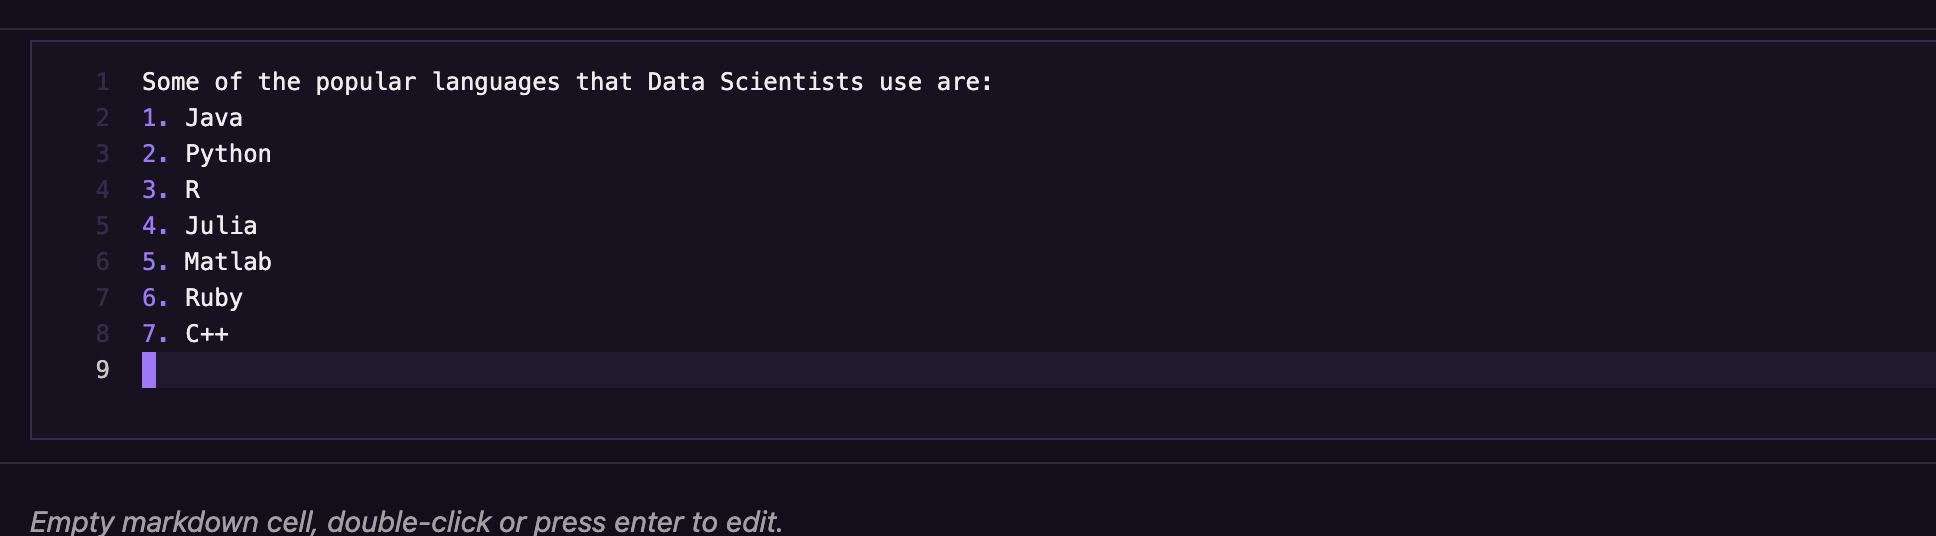 1 Some of the popular languages that Data Scientists use are:
2 1. Java
3 2. Python
4 3. R
5 4. Julia
6 5. Matlab
7 6. Ruby
8 7. C++
9
Empty markdown cell, double-click or press enter to edit.